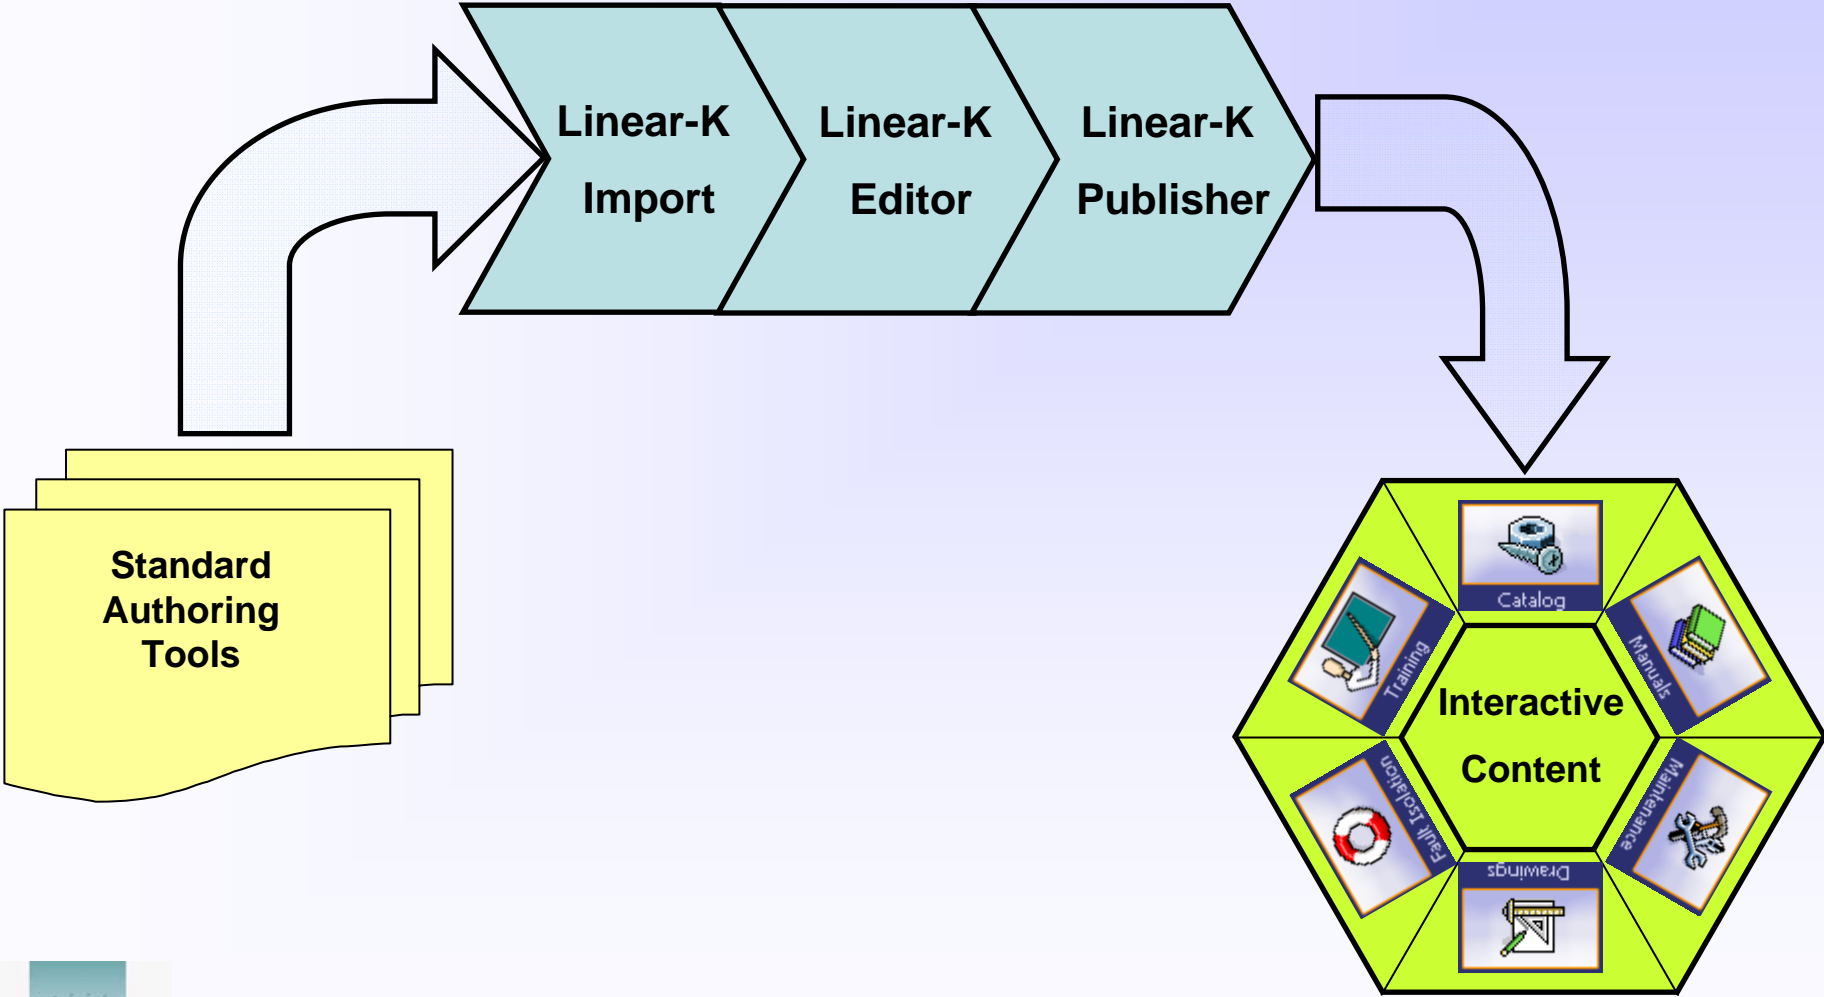 Linear-K
Import
Linear-K
Editor
Linear-K
Publisher
Standard
Authoring
Tools
Catalog
Training
Manuals
Interactive
Content
Fault Isolation
Maintenance
Drawings